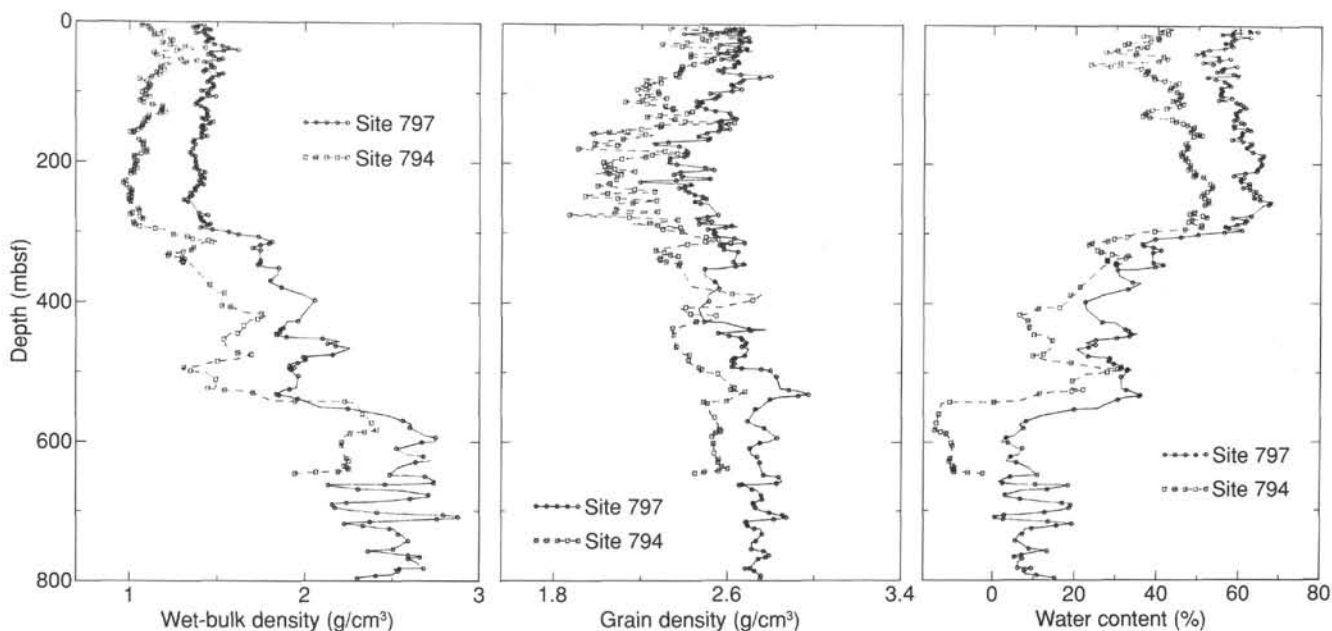 0
200
400
600
800
Depth (mbsf)
Site 797
Site 794
1
2
3
Wet-bulk density (g/cm³)
Site 797
Site 794
1.8
2.6
3.4
Grain density (g/cm³)
Site 797
Site 794
0
20
40
60
80
Water content (%)